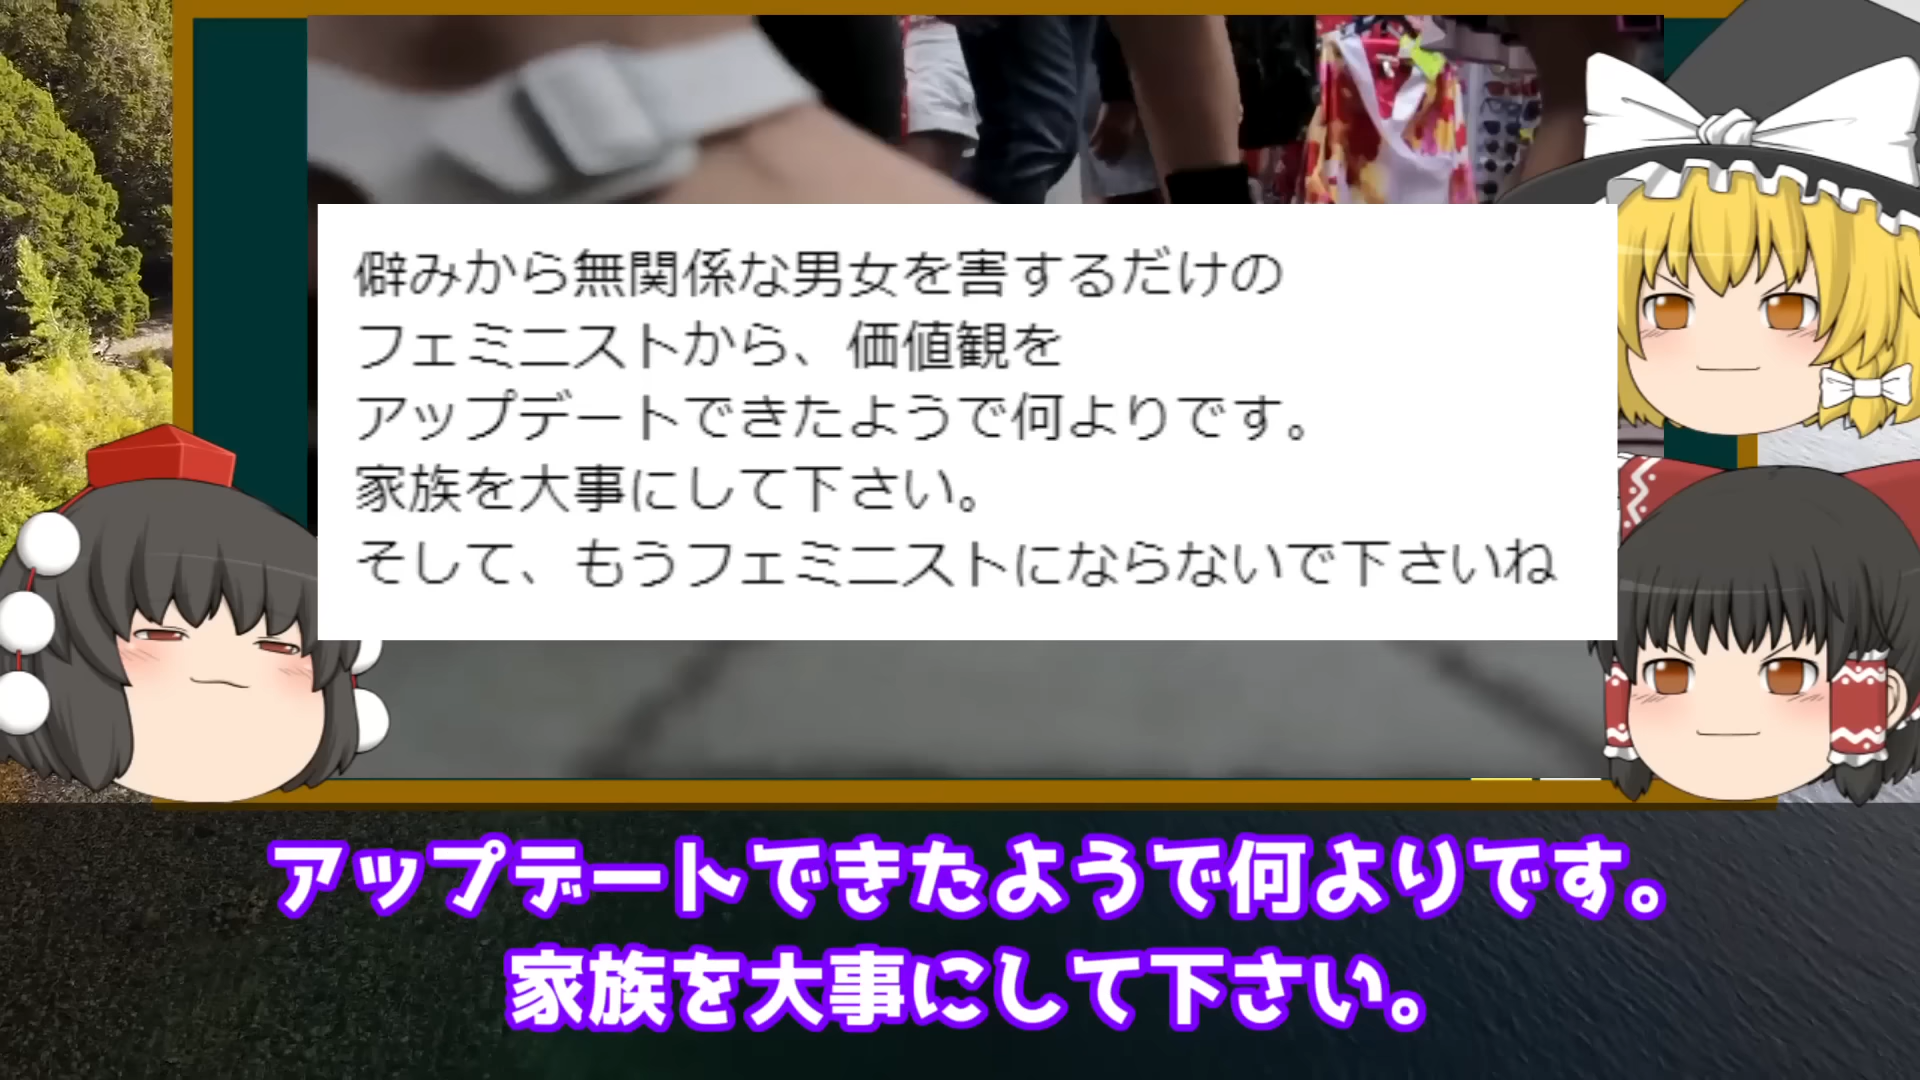 僻みから無関係な男女を害するだけの
フェミニストから、価値観を
アップデートできたようで何よりです。
家族を大事にして下さい。
そして、もうフェミニストにならないで下さいね
アップデートできたようで何よりです。
家族を大事にして下さい。